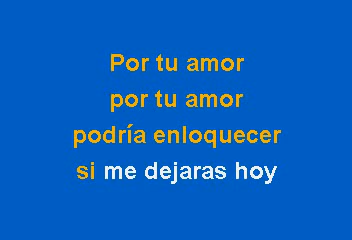 Por tu amor
por tu amor
podría enloquecer
si me dejaras hoy